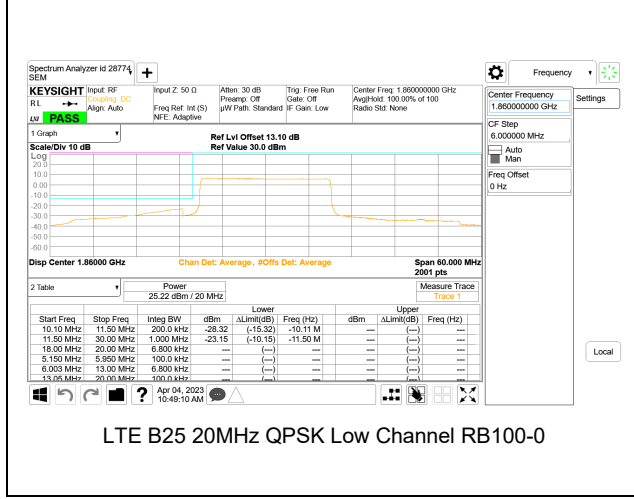 Spectrum Analyzer id 28774
SEM
+
Frequency
KEYSIGHT
R L
LXI
PASS
Input: RF
Coupling: DC
Align: Auto
Input Z: 50 Ω
Freq Ref: Int (S)
NFE: Adaptive
Atten: 30 dB
Preamp: Off
µW Path: Standard
Trig: Free Run
Gate: Off
IF Gain: Low
Center Freq: 1.860000000 GHz
Avg|Hold: 100.00% of 100
Radio Std: None
Center Frequency
1.860000000 GHz
Settings
CF Step
6.000000 MHz
Auto
Man
Freq Offset
0 Hz
1 Graph
Scale/Div 10 dB
Ref Lvl Offset 13.10 dB
Ref Value 30.0 dBm
Log
20.0
10.0
0.00
-10.0
-20.0
-30.0
-40.0
-50.0
-60.0
Disp Center 1.86000 GHz
Chan Det: Average, #Offs Det: Average
Span 60.000 MHz
2001 pts
2 Table
Power
25.22 dBm / 20 MHz
Measure Trace
Trace 1
Lower Upper
Start Freq Stop Freq Integ BW dBm ΔLimit(dB) Freq (Hz) dBm ΔLimit(dB) Freq (Hz)
10.10 MHz 11.50 MHz 200.0 kHz -28.32 (-15.32) -10.11 M --- (---) ---
11.50 MHz 30.00 MHz 1.000 MHz -23.15 (-10.15) -11.50 M --- (---) ---
18.00 MHz 20.00 MHz 6.800 kHz --- (---) --- --- (---) ---
5.150 MHz 5.950 MHz 100.0 kHz --- (---) --- --- (---) ---
6.003 MHz 13.00 MHz 6.800 kHz --- (---) --- --- (---) ---
13.05 MHz 20.00 MHz 100.0 kHz --- (---) --- --- (---) ---
Local
?
Apr 04, 2023
10:49:10 AM
LTE B25 20MHz QPSK Low Channel RB100-0